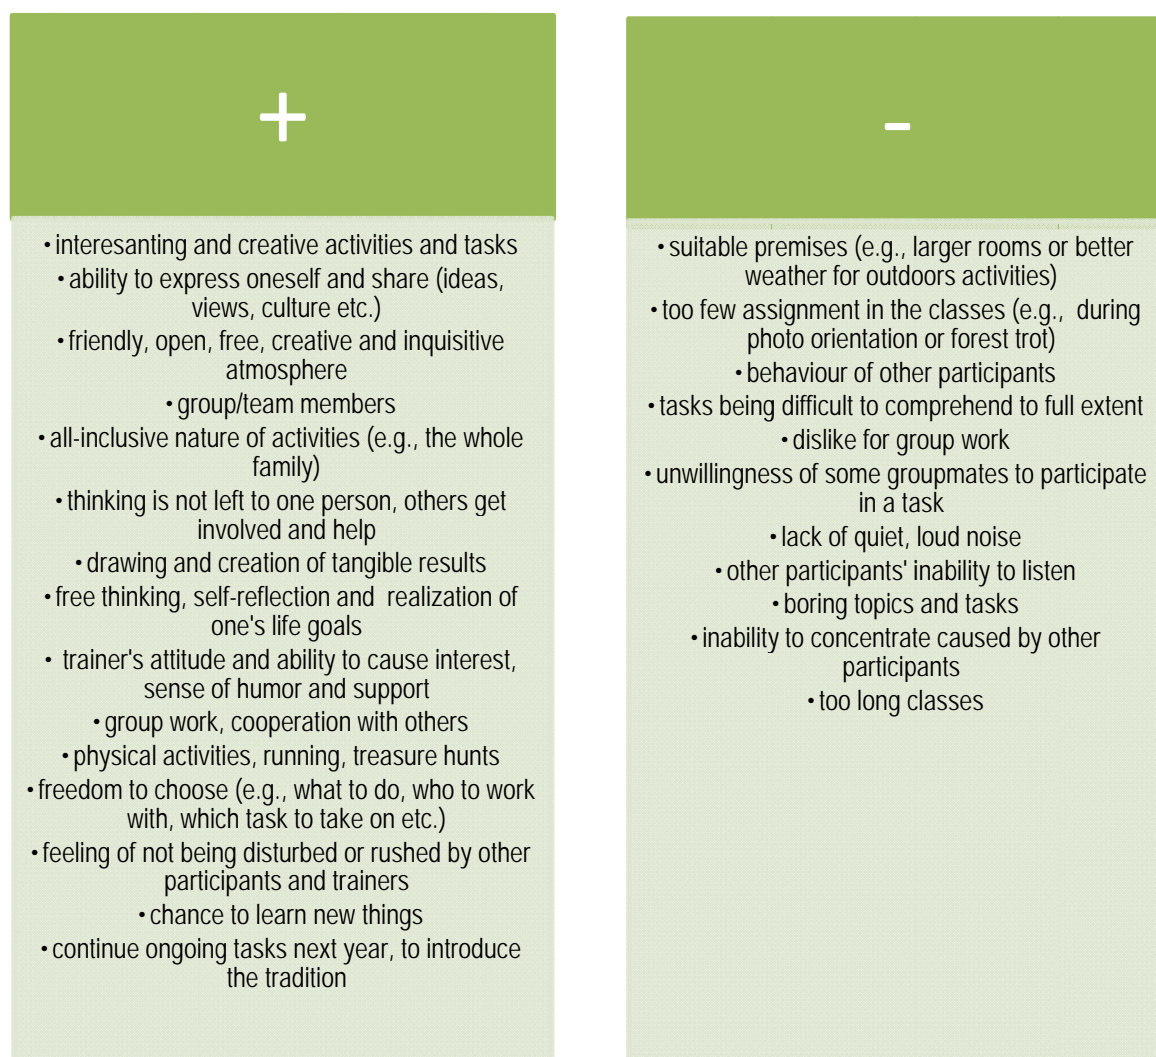 +
• interesanting and creative activities and tasks
• ability to express oneself and share (ideas,
views, culture etc.)
• friendly, open, free, creative and inquisitive
atmosphere
• group/team members
• all-inclusive nature of activities (e.g., the whole
family)
• thinking is not left to one person, others get
involved and help
• drawing and creation of tangible results
• free thinking, self-reflection and realization of
one's life goals
• trainer's attitude and ability to cause interest,
sense of humor and support
• group work, cooperation with others
• physical activities, running, treasure hunts
• freedom to choose (e.g., what to do, who to work
with, which task to take on etc.)
• feeling of not being disturbed or rushed by other
participants and trainers
• chance to learn new things
• continue ongoing tasks next year, to introduce
the tradition
-
• suitable premises (e.g., larger rooms or better
weather for outdoors activities)
• too few assignment in the classes (e.g., during
photo orientation or forest trot)
• behaviour of other participants
• tasks being difficult to comprehend to full extent
• dislike for group work
• unwillingness of some groupmates to participate
in a task
• lack of quiet, loud noise
• other participants' inability to listen
• boring topics and tasks
• inability to concentrate caused by other
participants
• too long classes